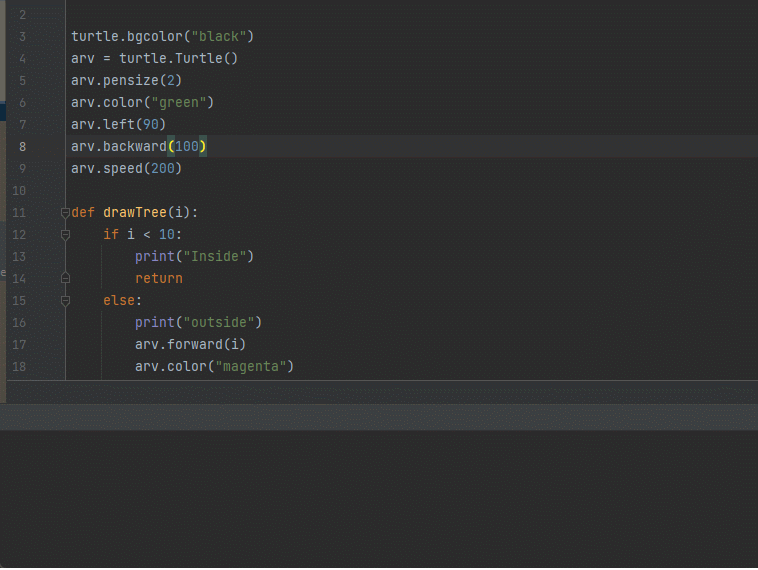 2
3 turtle.bgcolor("black")
4 arv = turtle.Turtle()
5 arv.pensize(2)
6 arv.color("green")
7 arv.left(90)
8 arv.backward(100)
9 arv.speed(200)
10
11 def drawTree(i):
12 if i < 10:
13 print("Inside")
14 return
15 else:
16 print("outside")
17 arv.forward(i)
18 arv.color("magenta")